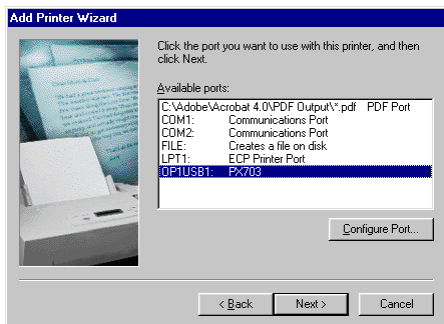 Add Printer Wizard
Click the port you want to use with this printer, and then
click Next.
Available ports:
C:\Adobe\Acrobat 4.0\PDF Output\*.pdf PDF Port
COM1: Communications Port
COM2: Communications Port
FILE: Creates a file on disk
LPT1: ECP Printer Port
OP1USB1: PX703
Configure Port...
< Back
Next >
Cancel